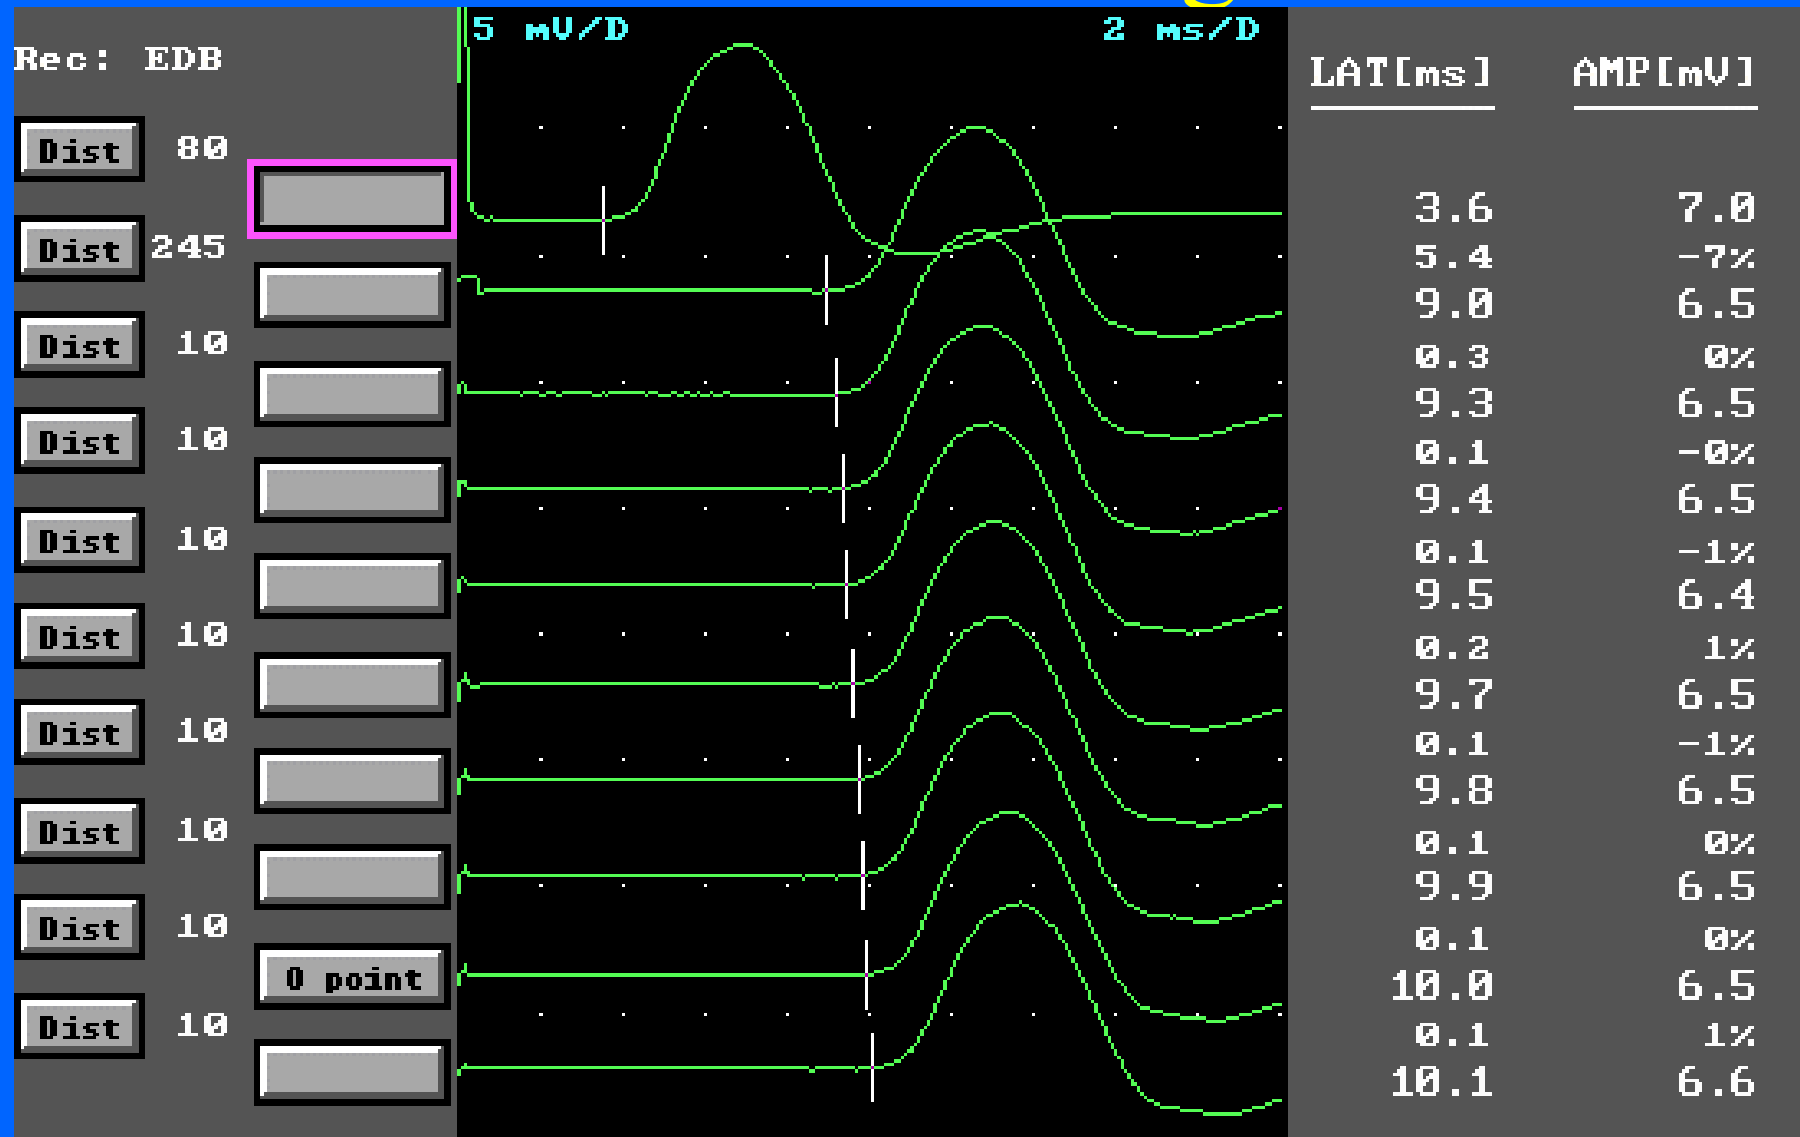 5 mV/D 2 ms/D
Rec: EDB
LAT[ms] AMP[mV]
Dist 80
3.6 7.0
Dist 245
5.4 -7%
9.0 6.5
Dist 10
0.3 0%
9.3 6.5
Dist 10
0.1 -0%
9.4 6.5
Dist 10
0.1 -1%
9.5 6.4
Dist 10
0.2 1%
9.7 6.5
Dist 10
0.1 -1%
9.8 6.5
Dist 10
0.1 0%
9.9 6.5
Dist 10
0.1 0%
O point
10.0 6.5
Dist 10
0.1 1%
10.1 6.6